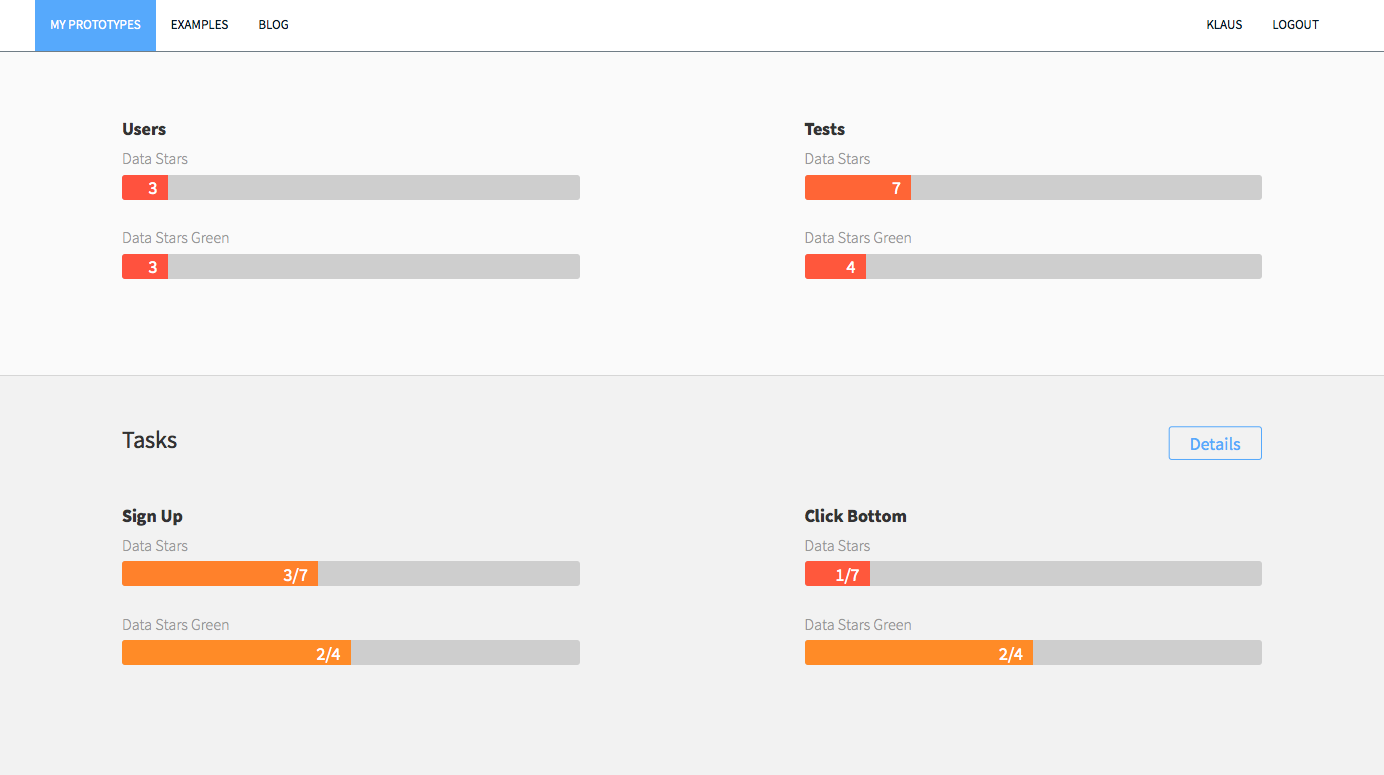 MY PROTOTYPES EXAMPLES BLOG KLAUS LOGOUT
Users
Data Stars
3
Data Stars Green
3
Tests
Data Stars
7
Data Stars Green
4
Tasks
Details
Sign Up
Data Stars
3/7
Data Stars Green
2/4
Click Bottom
Data Stars
1/7
Data Stars Green
2/4